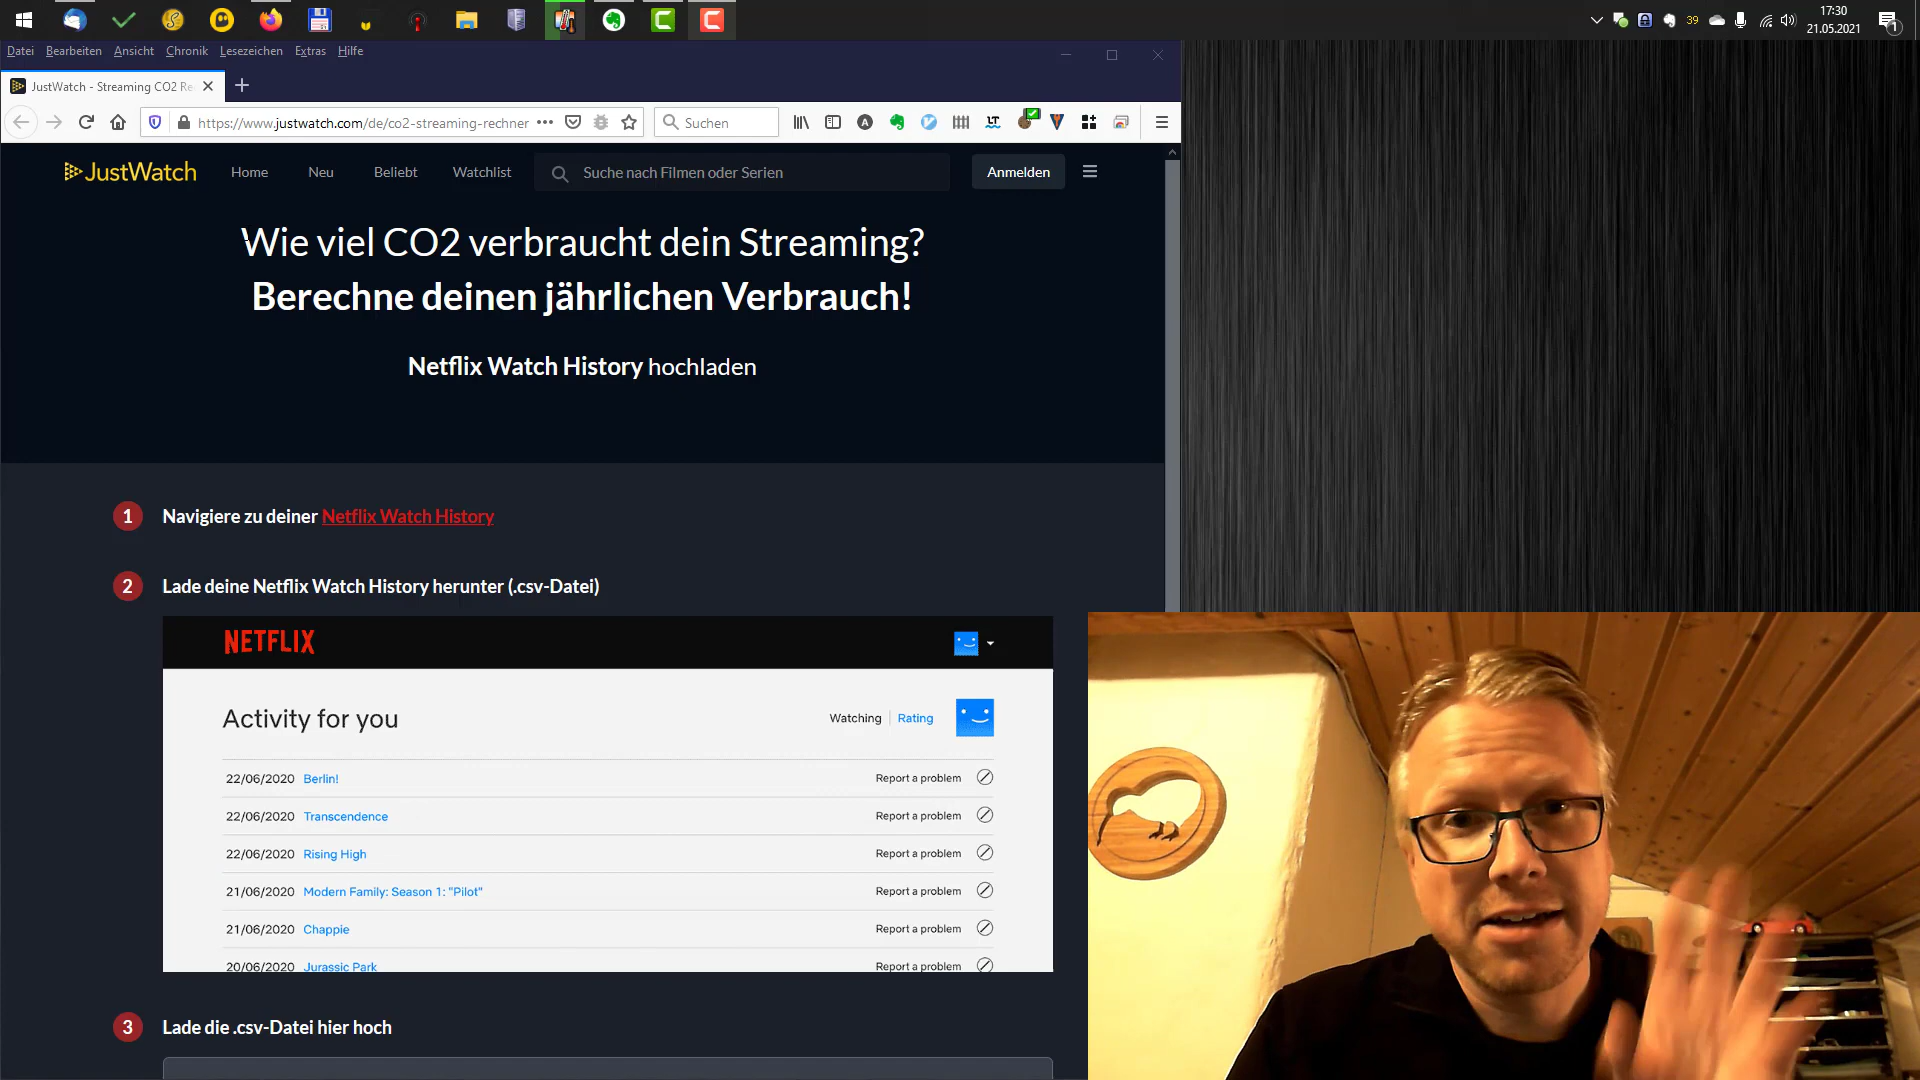 17:30
39
21.05.2021
1
Datei Bearbeiten Ansicht Chronik Lesezeichen Extras Hilfe
JustWatch - Streaming CO2 Re
https://www.justwatch.com/de/co2-streaming-rechner
Suchen
JustWatch Home Neu Beliebt Watchlist Suche nach Filmen oder Serien Anmelden
Wie viel CO2 verbraucht dein Streaming?
Berechne deinen jährlichen Verbrauch!
Netflix Watch History hochladen
1 Navigiere zu deiner Netflix Watch History
2 Lade deine Netflix Watch History herunter (.csv-Datei)
NETFLIX
Activity for you Watching Rating
22/06/2020 Berlin! Report a problem
22/06/2020 Transcendence Report a problem
22/06/2020 Rising High Report a problem
21/06/2020 Modern Family: Season 1: "Pilot" Report a problem
21/06/2020 Chappie Report a problem
20/06/2020 Jurassic Park Report a problem
3 Lade die .csv-Datei hier hoch